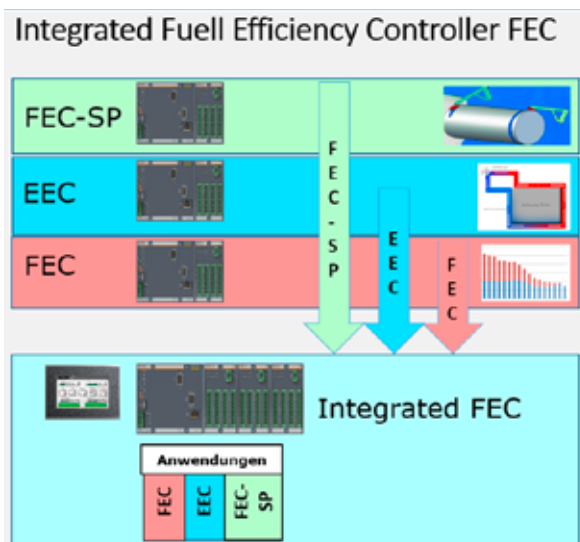 Integrated Fuell Efficiency Controller FEC
FEC-SP
EEC
FEC
FEC-SP
EEC
FEC
Integrated FEC
Anwendungen
FEC
EEC
FEC-
SP